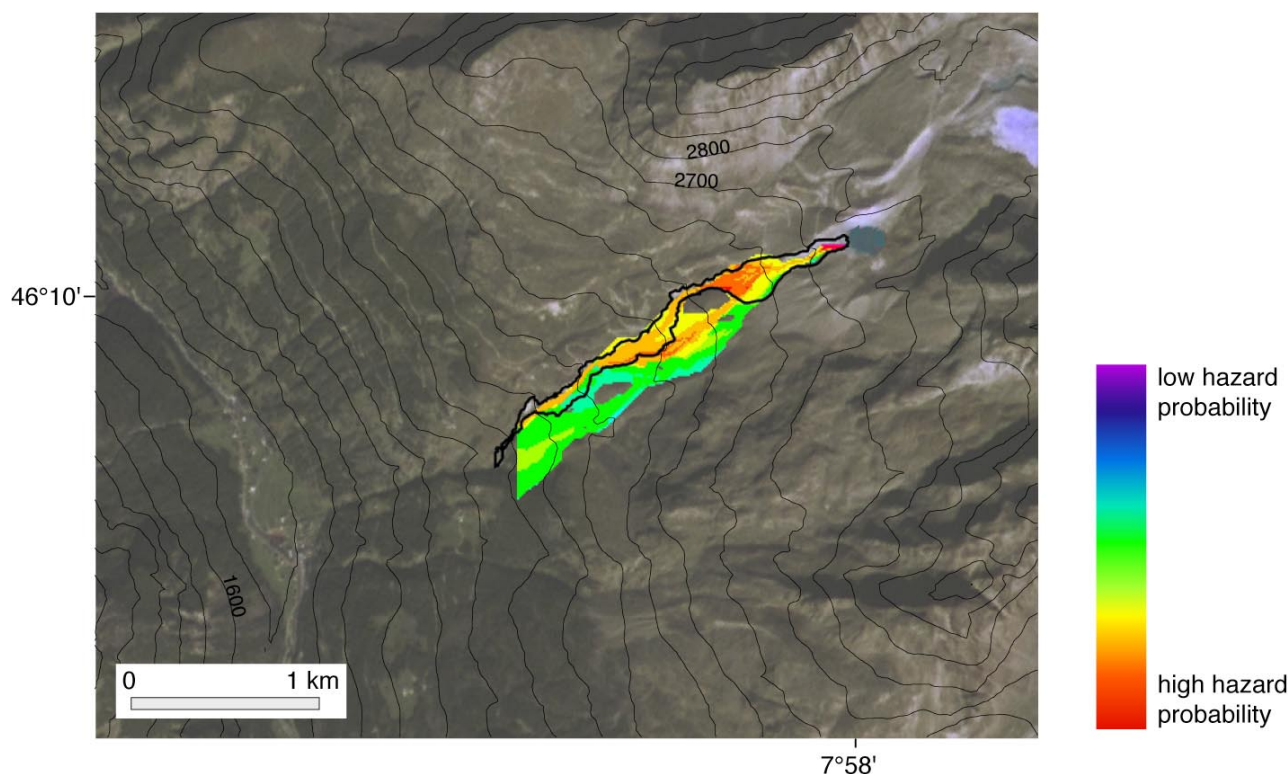 2800
2700
46°10'
1600
0 1 km
7°58'
low hazard
probability
high hazard
probability